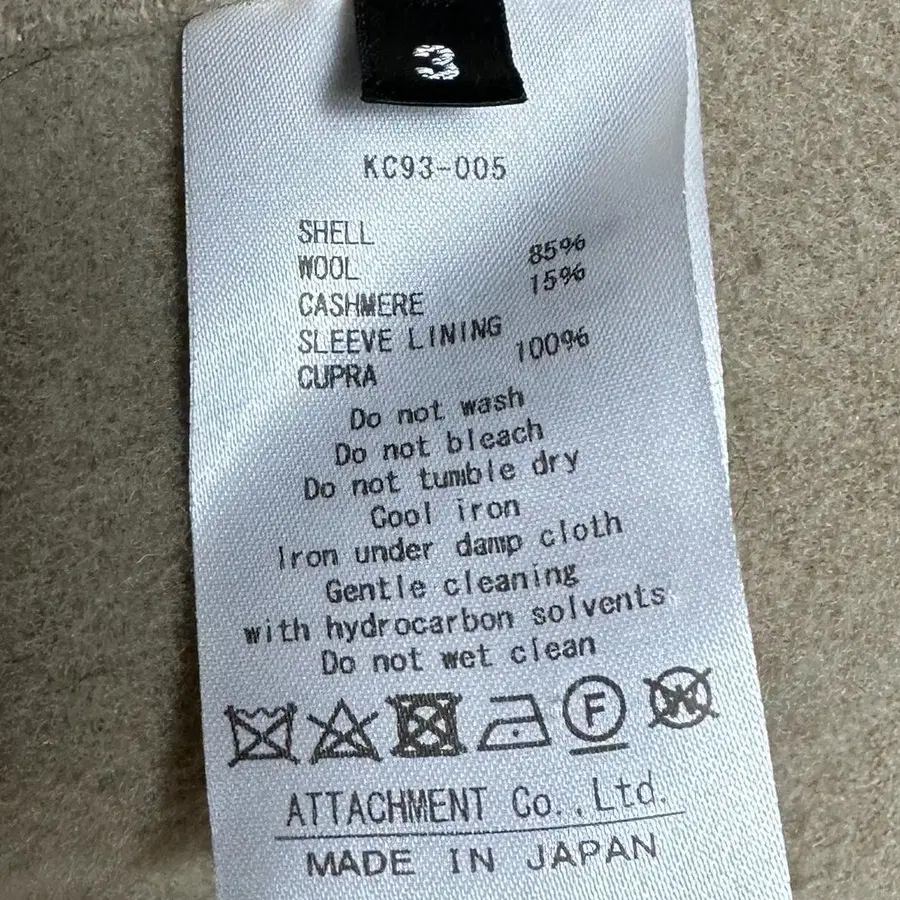 3
KC93-005
SHELL
WOOL 85%
CASHMERE 15%
SLEEVE LINING
CUPRA 100%
Do not wash
Do not bleach
Do not tumble dry
Cool iron
Iron under damp cloth
Gentle cleaning
with hydrocarbon solvents
Do not wet clean
F
W
ATTACHMENT Co.,Ltd.
MADE IN JAPAN